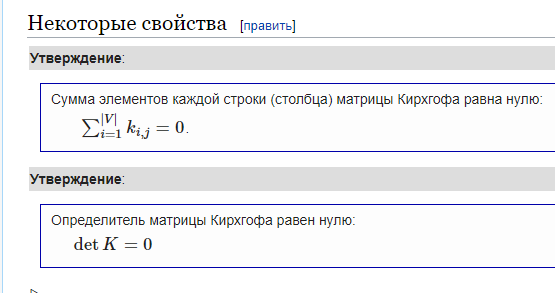 Некоторые свойства [править]
Утверждение:
Сумма элементов каждой строки (столбца) матрицы Кирхгофа равна нулю:
∑_{i=1}^{|V|} k_{i,j} = 0.
Утверждение:
Определитель матрицы Кирхгофа равен нулю:
det K = 0